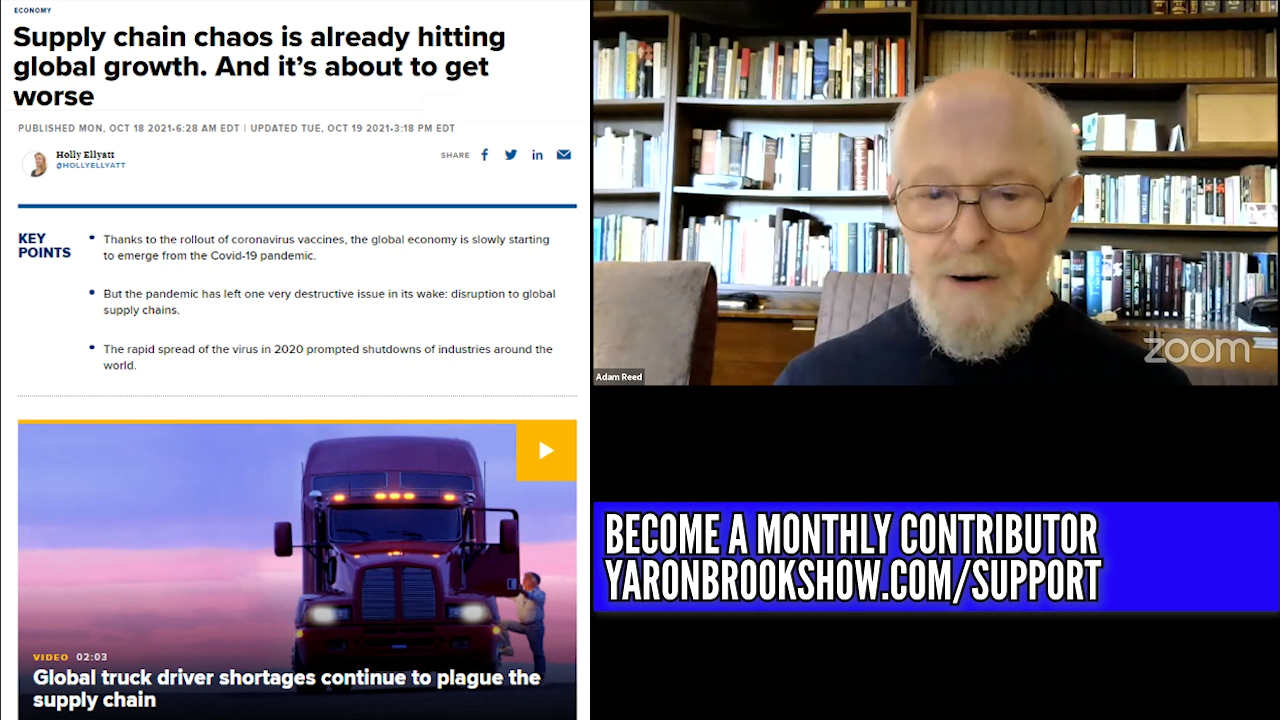 ECONOMY
Supply chain chaos is already hitting
global growth. And it's about to get
worse
PUBLISHED MON, OCT 18 2021-6:28 AM EDT | UPDATED TUE, OCT 19 2021-3:18 PM EDT
Holly Ellyatt
@HOLLYELLYATT
SHARE
KEY
POINTS
Thanks to the rollout of coronavirus vaccines, the global economy is slowly starting
to emerge from the Covid-19 pandemic.
But the pandemic has left one very destructive issue in its wake: disruption to global
supply chains.
The rapid spread of the virus in 2020 prompted shutdowns of industries around the
world.
VIDEO 02:03
Global truck driver shortages continue to plague the
supply chain
zoom
Adam Reed
BECOME A MONTHLY CONTRIBUTOR
YARONBROOKSHOW.COM/SUPPORT